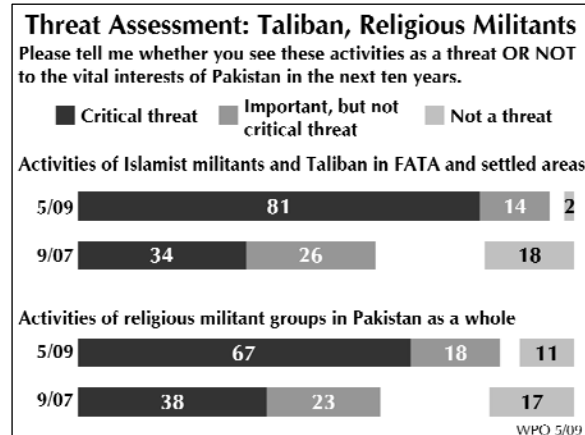 Threat Assessment: Taliban, Religious Militants
Please tell me whether you see these activities as a threat OR NOT
to the vital interests of Pakistan in the next ten years.
Critical threat
Important, but not
critical threat
Not a threat
Activities of Islamist militants and Taliban in FATA and settled areas
5/09 81 14 2
9/07 34 26 18
Activities of religious militant groups in Pakistan as a whole
5/09 67 18 11
9/07 38 23 17
WPO 5/09